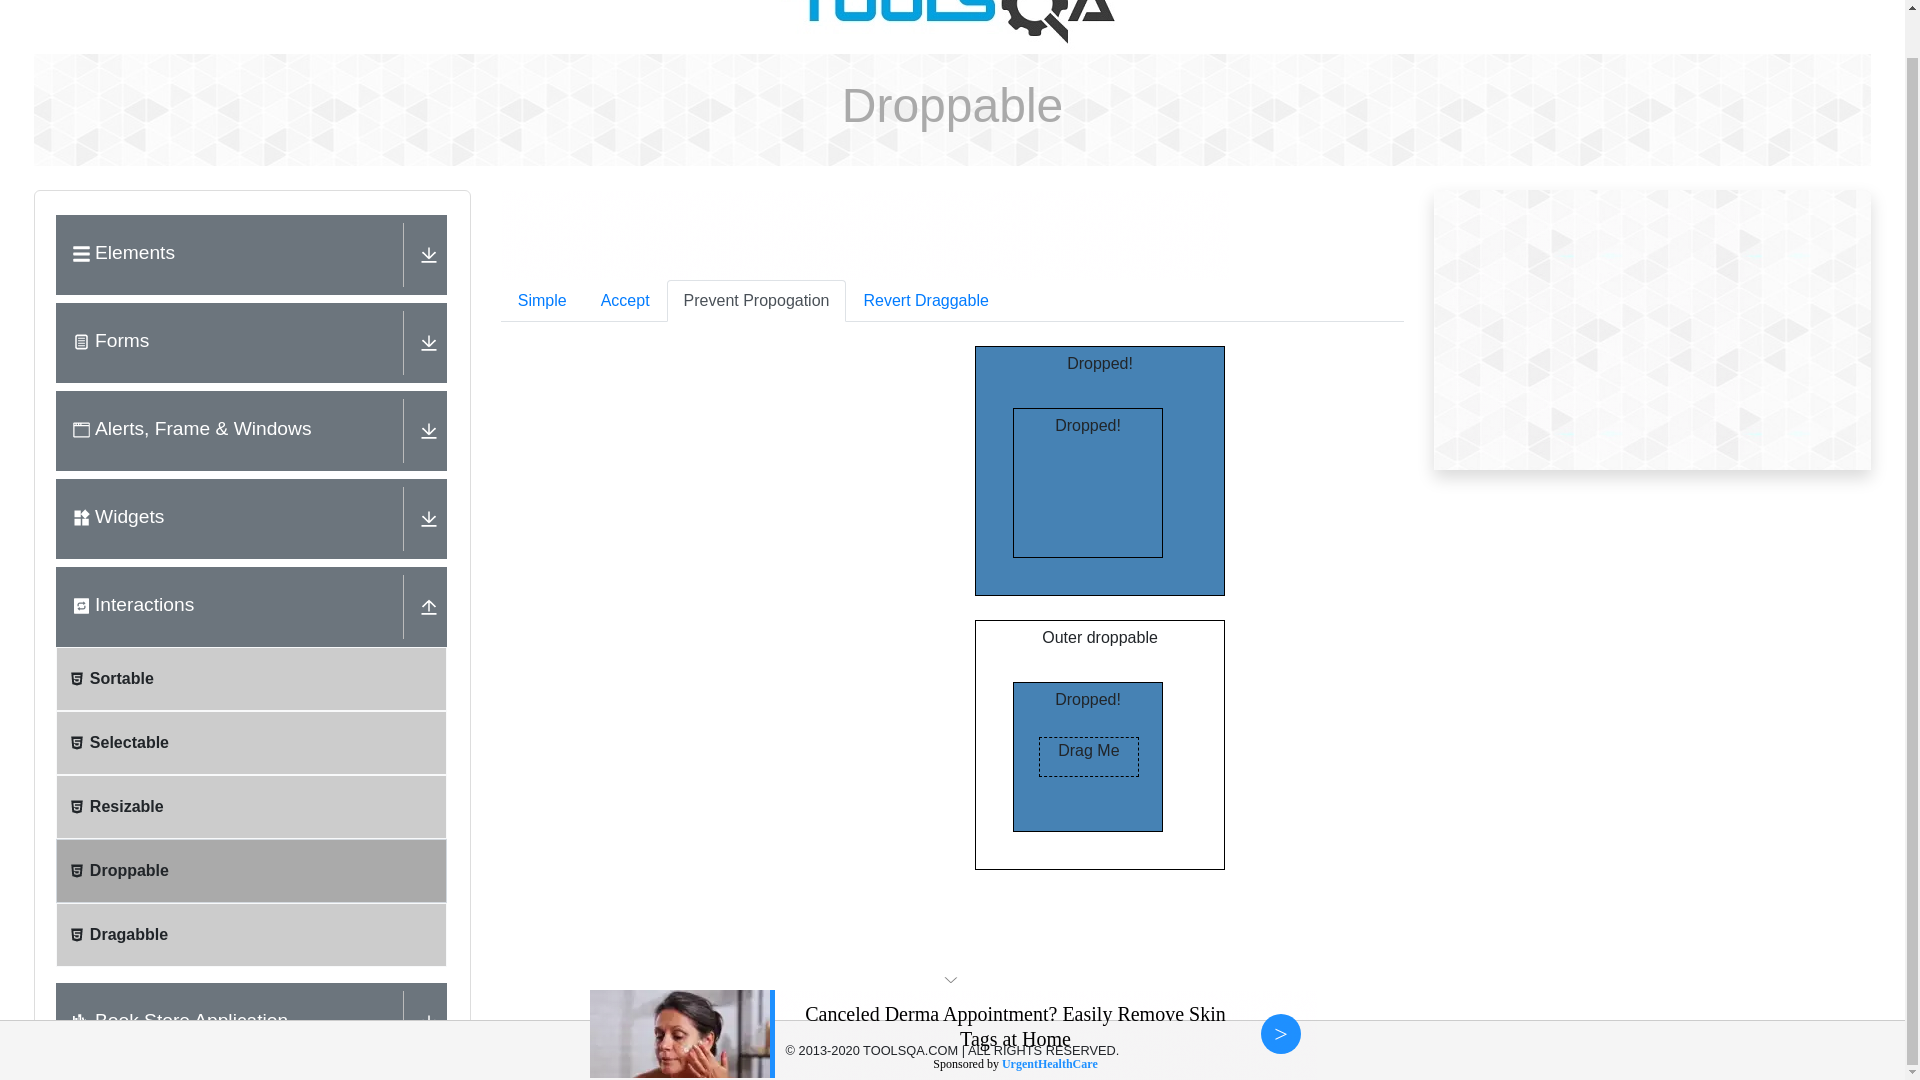 TOOLSQA
Droppable
Elements
Forms
Alerts, Frame & Windows
Widgets
Interactions
Sortable
Selectable
Resizable
Droppable
Dragabble
Book Store Application
Simple
Accept
Prevent Propogation
Revert Draggable
Dropped!
Dropped!
Outer droppable
Dropped!
Drag Me
Canceled Derma Appointment? Easily Remove Skin
Tags at Home
© 2013-2020 TOOLSQA.COM | ALL RIGHTS RESERVED.
Sponsored by UrgentHealthCare
>